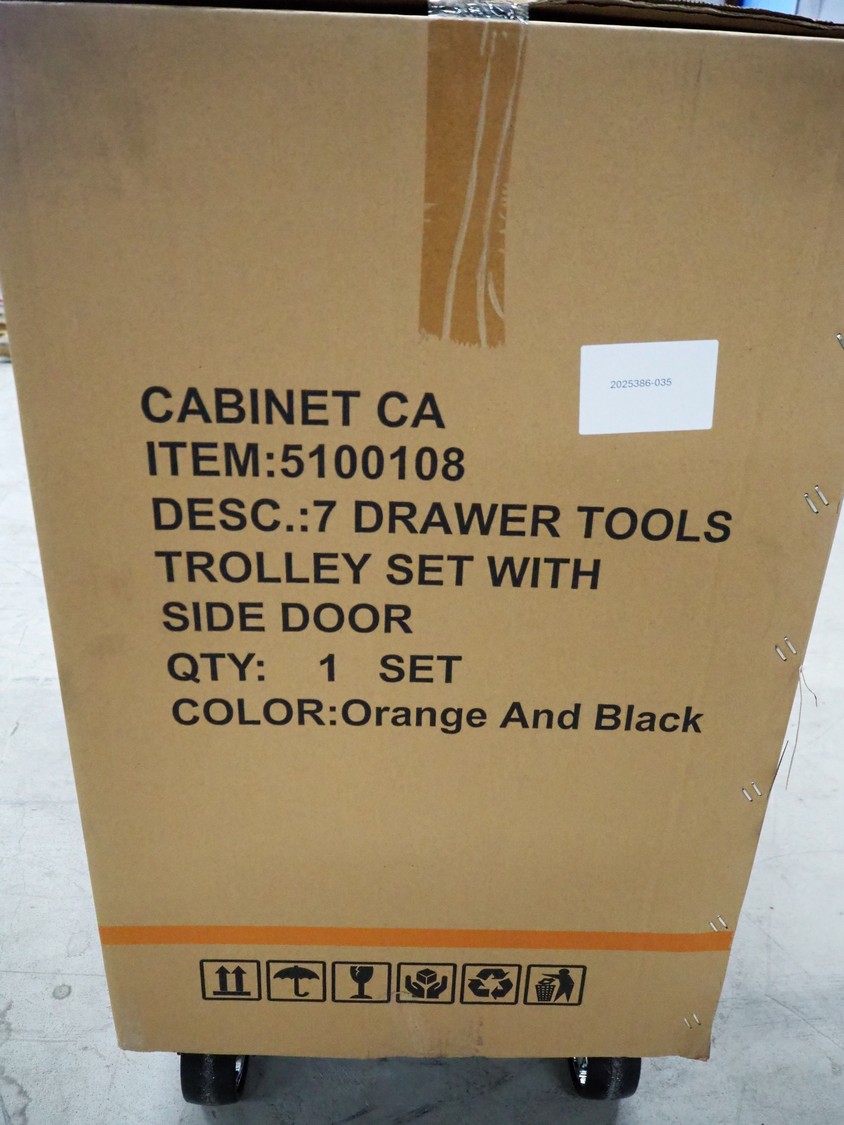 2025386-035
CABINET CA
ITEM:5100108
DESC.:7 DRAWER TOOLS
TROLLEY SET WITH
SIDE DOOR
QTY: 1 SET
COLOR:Orange And Black